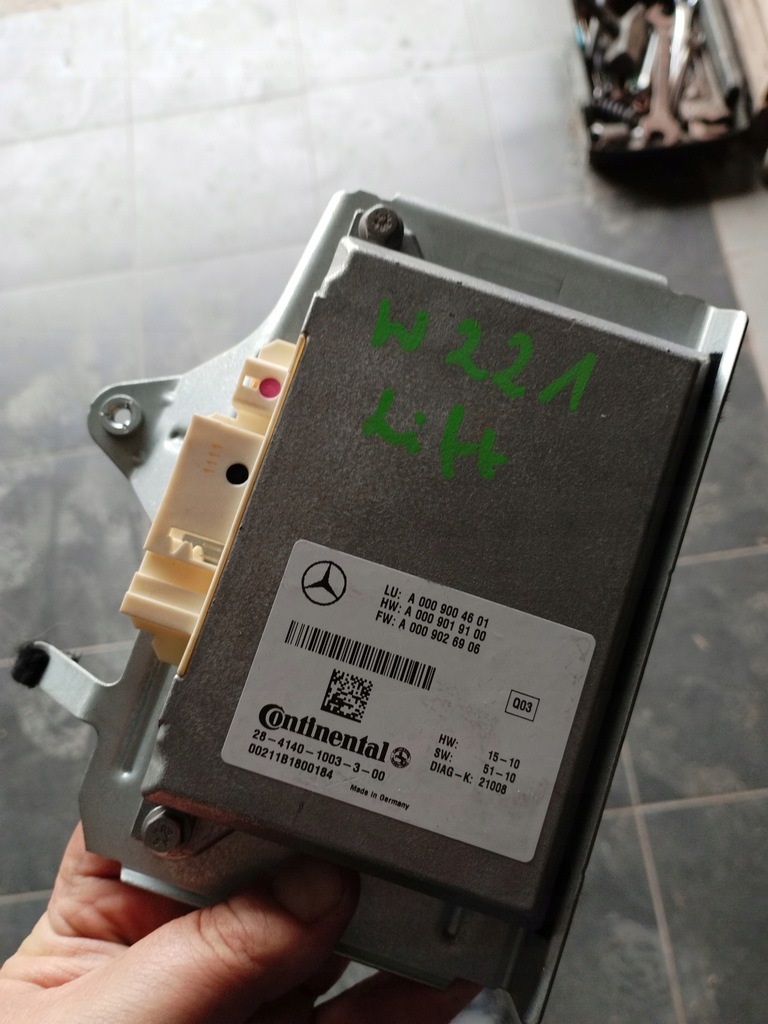 W221
Lift
LU: A 000 900 46 01
HW: A 000 901 91 00
FW: A 000 902 69 06
Q03
Continental
28-4140-1003-3-00
00211B1800184
HW: 15-10
SW: 51-10
DIAG-K: 21008
Made in Germany